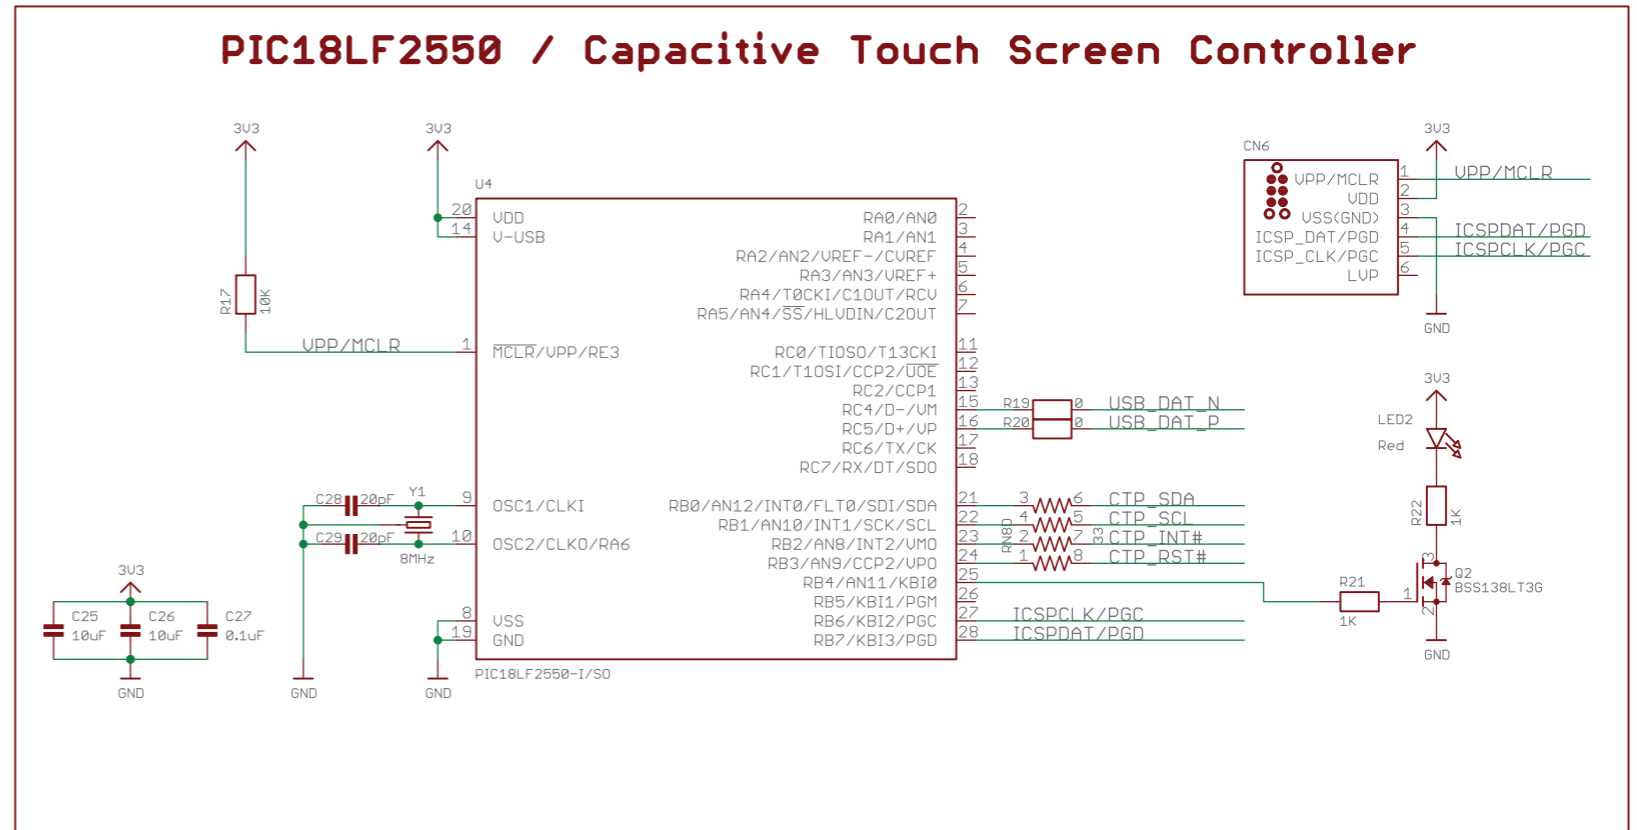 PIC18LF2550 / Capacitive Touch Screen Controller
3V3
3V3
3V3
CN6
VPP/MCLR 1 VPP/MCLR
VDD 2
VSS(GND) 3
ICSP_DAT/PGD 4 ICSPDAT/PGD
ICSP_CLK/PGC 5 ICSPCLK/PGC
LVP 6
GND
U4
20 VDD RA0/AN0 2
14 V-USB RA1/AN1 3
RA2/AN2/VREF-/CVREF 4
RA3/AN3/VREF+ 5
RA4/T0CKI/C1OUT/RCV 6
RA5/AN4/SS/HLVDIN/C2OUT 7
R17
10K
VPP/MCLR 1 MCLR/VPP/RE3
RC0/TIOSO/T13CKI 11
RC1/T1OSI/CCP2/UOE 12
RC2/CCP1 13
RC4/D-/VM 15 R19 0 USB_DAT_N
RC5/D+/VP 16 R20 0 USB_DAT_P
RC6/TX/CK 17
RC7/RX/DT/SDO 18
C28 20pF Y1 9 OSC1/CLKI
C29 20pF 10 OSC2/CLKO/RA6
8MHz
RB0/AN12/INT0/FLT0/SDI/SDA 21 3 6 CTP_SDA
RB1/AN10/INT1/SCK/SCL 22 4 5 CTP_SCL
RB2/AN8/INT2/VMO 23 2 7 CTP_INT#
RB3/AN9/CCP2/VPO 24 1 8 CTP_RST#
RN8D
33
RB4/AN11/KBI0 25
RB5/KBI1/PGM 26
RB6/KBI2/PGC 27 ICSPCLK/PGC
RB7/KBI3/PGD 28 ICSPDAT/PGD
8 VSS
19 GND
PIC18LF2550-I/SO
3V3
LED2
Red
R22
1K
3
Q2
BSS138LT3G
1
2
R21
1K
GND
3V3
C25
10uF
C26
10uF
C27
0.1uF
GND
GND
GND